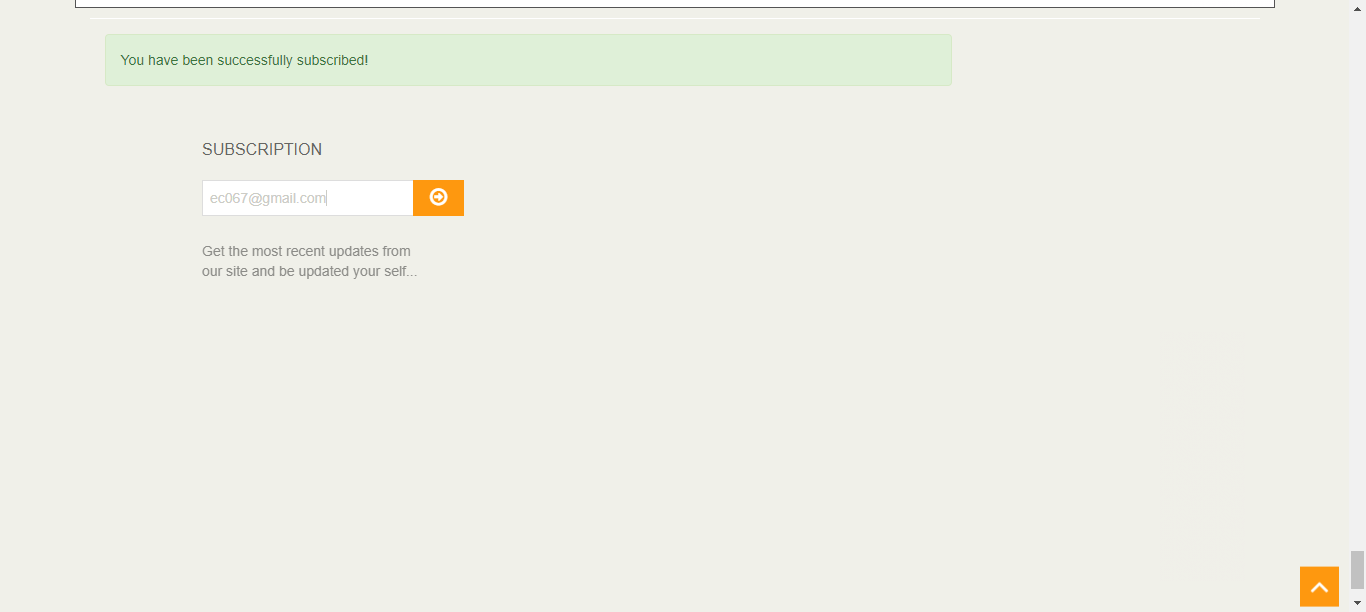 You have been successfully subscribed!
SUBSCRIPTION
ec067@gmail.com
Get the most recent updates from
our site and be updated your self...